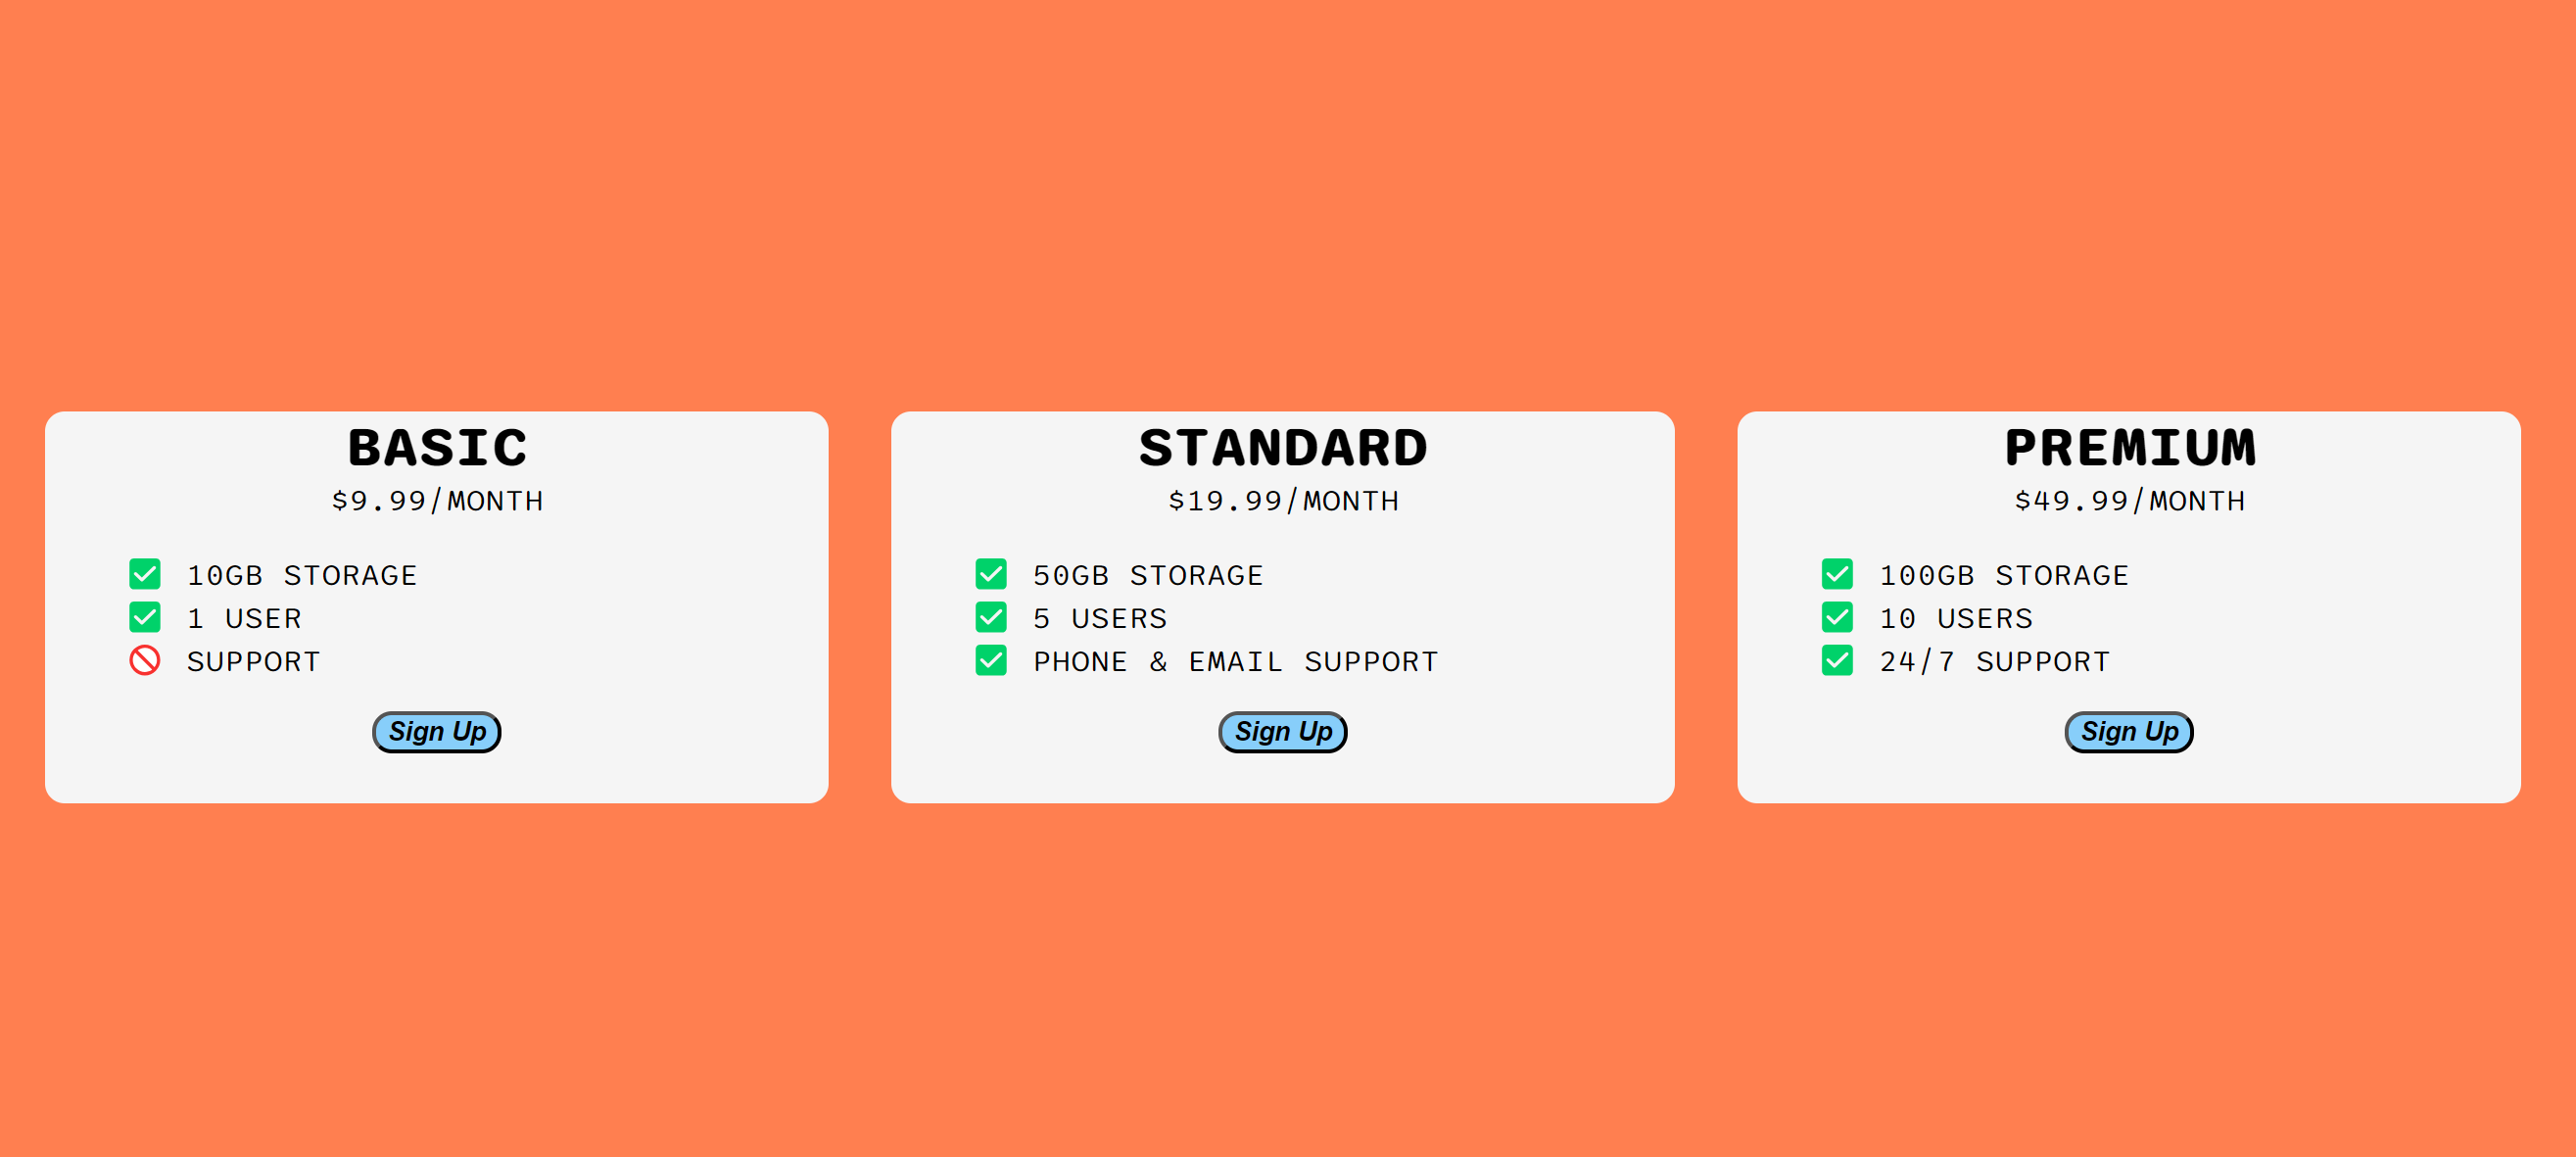 BASIC
$9.99/MONTH
10GB STORAGE
1 USER
SUPPORT
Sign Up
STANDARD
$19.99/MONTH
50GB STORAGE
5 USERS
PHONE & EMAIL SUPPORT
Sign Up
PREMIUM
$49.99/MONTH
100GB STORAGE
10 USERS
24/7 SUPPORT
Sign Up